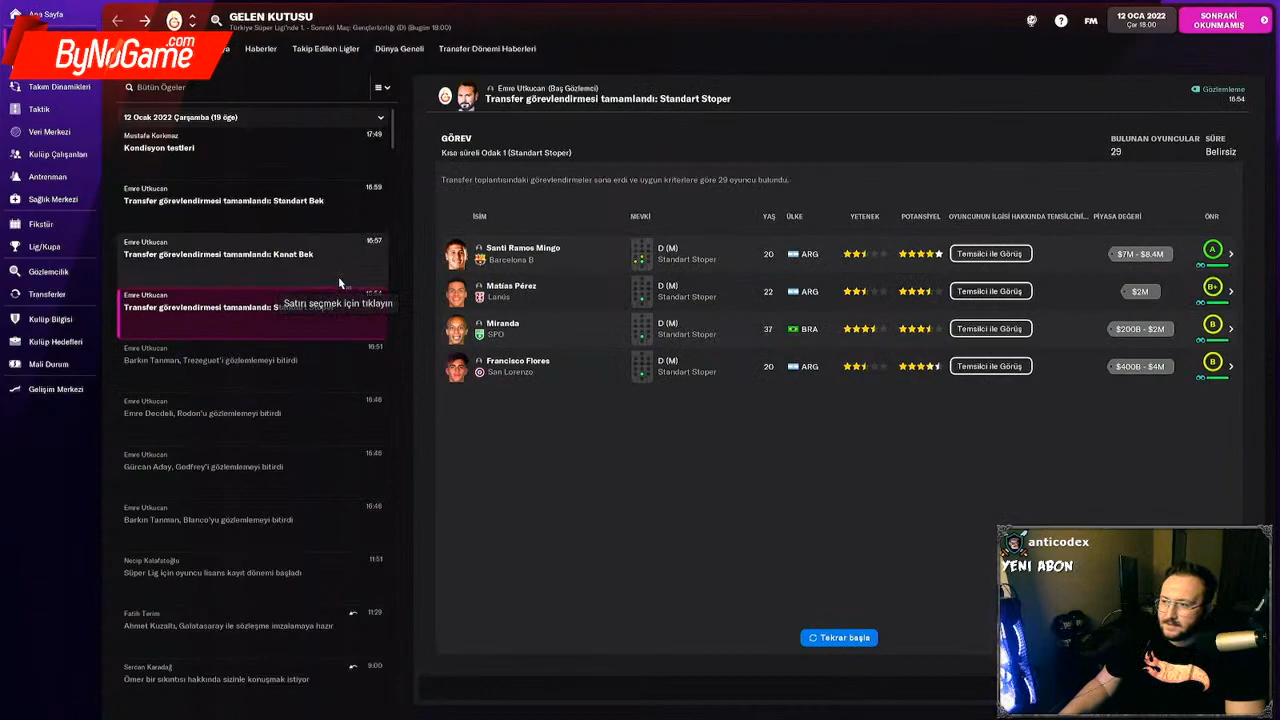 Ana Sayfa
GELEN KUTUSU
Türkiye Süper Ligi'nde 1. - Sonraki Maç: Gençlerbirliği (D) (Bugün 18:00)
FM
12 OCA 2022
Çar 18:00
SONRAKİ
OKUNMAMIŞ
ByNoGame
.com
Haberler
Takip Edilen Ligler
Dünya Geneli
Transfer Dönemi Haberleri
Takım Dinamikleri
Taktik
Veri Merkezi
Kulüp Çalışanları
Antrenman
Sağlık Merkezi
Fikstür
Lig/Kupa
Gözlemcilik
Transferler
Kulüp Bilgisi
Kulüp Hedefleri
Mali Durum
Gelişim Merkezi
Bütün Ögeler
12 Ocak 2022 Çarşamba (19 öge)
Mustafa Korkmaz 17:49
Kondisyon testleri
Emre Utkucan 16:59
Transfer görevlendirmesi tamamlandı: Standart Bek
Emre Utkucan 16:57
Transfer görevlendirmesi tamamlandı: Kanat Bek
Emre Utkucan 16:54
Transfer görevlendirmesi tamamlandı: Standart Stoper
Satırı seçmek için tıklayın
Emre Utkucan 16:51
Barkın Tanman, Trezeguet'i gözlemlemeyi bitirdi
Emre Utkucan 16:46
Emre Decdeli, Rodon'u gözlemlemeyi bitirdi
Emre Utkucan 16:46
Gürcan Aday, Godfrey'i gözlemlemeyi bitirdi
Emre Utkucan 16:46
Barkın Tanman, Blanco'yu gözlemlemeyi bitirdi
Necip Kalafatoğlu 11:51
Süper Lig için oyuncu lisans kayıt dönemi başladı
Fatih Terim 11:29
Ahmet Kuzaltı, Galatasaray ile sözleşme imzalamaya hazır
Sercan Karadağ 9:00
Ömer bir sıkıntısı hakkında sizinle konuşmak istiyor
Emre Utkucan (Baş Gözlemci)
Transfer görevlendirmesi tamamlandı: Standart Stoper
Gözlemleme
16:54
GÖREV BULUNAN OYUNCULAR SÜRE
Kısa süreli Odak 1 (Standart Stoper) 29 Belirsiz
Transfer toplantısındaki görevlendirmeler sona erdi ve uygun kriterlere göre 29 oyuncu bulundu.
İSİM MEVKİ YAŞ ÜLKE YETENEK POTANSİYEL OYUNCUNUN İLGİSİ HAKKINDA TEMSİLCİNİ... PİYASA DEĞERİ ÖNR
Santi Ramos Mingo D (M) 20 ARG Temsilci ile Görüş $7M - $8.4M A
Barcelona B Standart Stoper
Matías Pérez D (M) 22 ARG Temsilci ile Görüş $2M B+
Lanús Standart Stoper
Miranda D (M) 37 BRA Temsilci ile Görüş $200B - $2M B
SPO Standart Stoper
Francisco Flores D (M) 20 ARG Temsilci ile Görüş $400B - $4M B
San Lorenzo Standart Stoper
Tekrar başla
anticodex
YENİ ABON